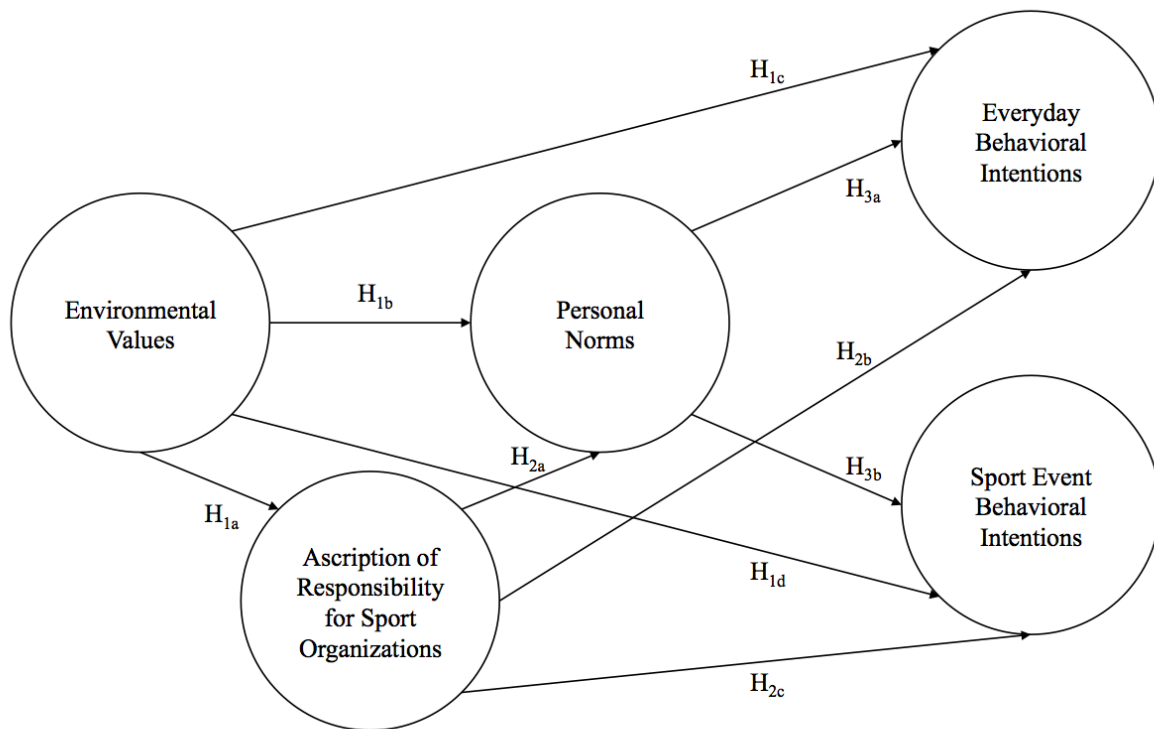 H1c
Everyday
Behavioral
Intentions
H3a
Environmental
Values
H1b
Personal
Norms
H2b
H2a
H3b
Sport Event
Behavioral
Intentions
H1a
Ascription of
Responsibility
for Sport
Organizations
H1d
H2c